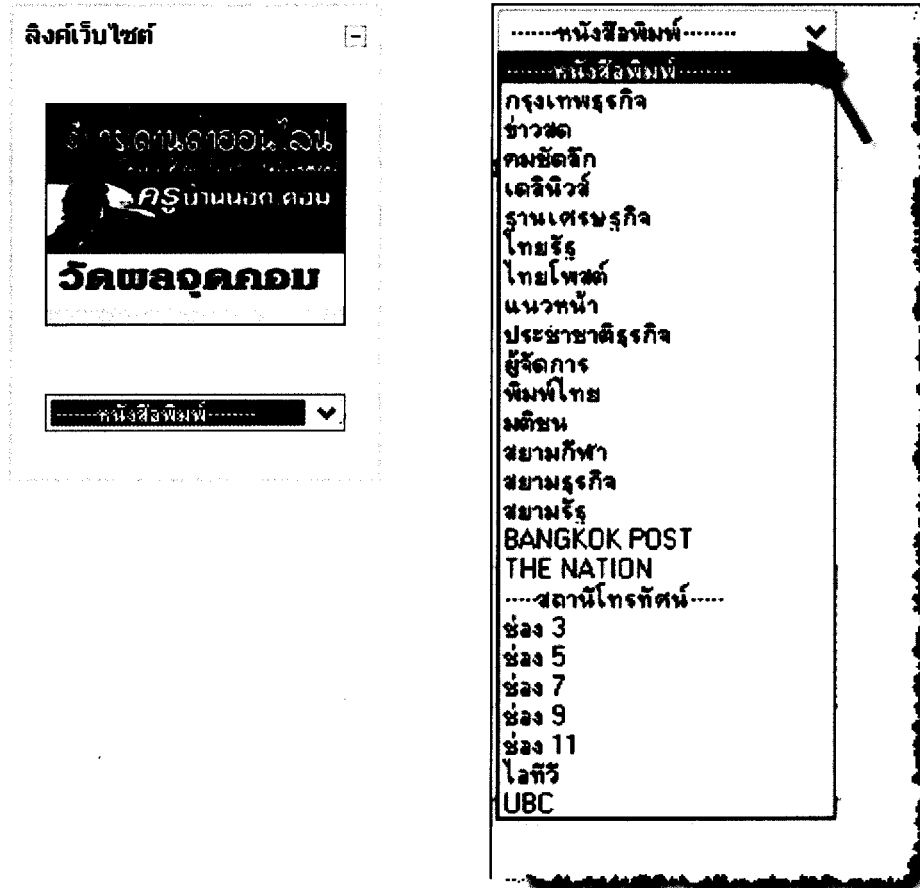 ลิงค์เว็บไซต์
ครูบ้านนอก.คอม
วัดผลจุดคอม
-------หนังสือพิมพ์-------
-------หนังสือพิมพ์--------
-------หนังสือพิมพ์-------
กรุงเทพธุรกิจ
ข่าวสด
คมชัดลึก
เดลินิวส์
ฐานเศรษฐกิจ
ไทยรัฐ
ไทยโพสต์
แนวหน้า
ประชาชาติธุรกิจ
ผู้จัดการ
พิมพ์ไทย
มติชน
สยามกีฬา
สยามธุรกิจ
สยามรัฐ
BANGKOK POST
THE NATION
-----สถานีโทรทัศน์-----
ช่อง 3
ช่อง 5
ช่อง 7
ช่อง 9
ช่อง 11
ไอทีวี
UBC